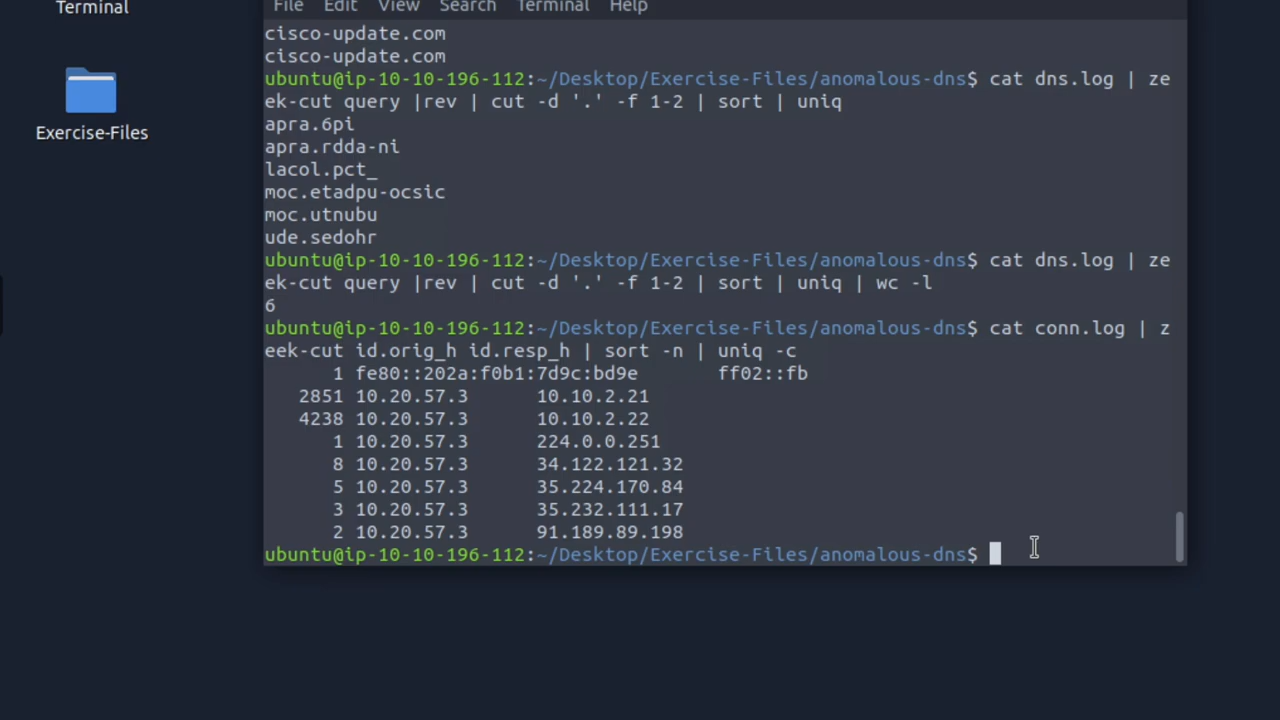 Terminal
Exercise-Files
File Edit View Search Terminal Help
cisco-update.com
cisco-update.com
ubuntu@ip-10-10-196-112:~/Desktop/Exercise-Files/anomalous-dns$ cat dns.log | ze
ek-cut query |rev | cut -d '.' -f 1-2 | sort | uniq
apra.6pi
apra.rdda-ni
lacol.pct_
moc.etadpu-ocsic
moc.utnubu
ude.sedohr
ubuntu@ip-10-10-196-112:~/Desktop/Exercise-Files/anomalous-dns$ cat dns.log | ze
ek-cut query |rev | cut -d '.' -f 1-2 | sort | uniq | wc -l
6
ubuntu@ip-10-10-196-112:~/Desktop/Exercise-Files/anomalous-dns$ cat conn.log | z
eek-cut id.orig_h id.resp_h | sort -n | uniq -c
1 fe80::202a:f0b1:7d9c:bd9e ff02::fb
2851 10.20.57.3 10.10.2.21
4238 10.20.57.3 10.10.2.22
1 10.20.57.3 224.0.0.251
8 10.20.57.3 34.122.121.32
5 10.20.57.3 35.224.170.84
3 10.20.57.3 35.232.111.17
2 10.20.57.3 91.189.89.198
ubuntu@ip-10-10-196-112:~/Desktop/Exercise-Files/anomalous-dns$